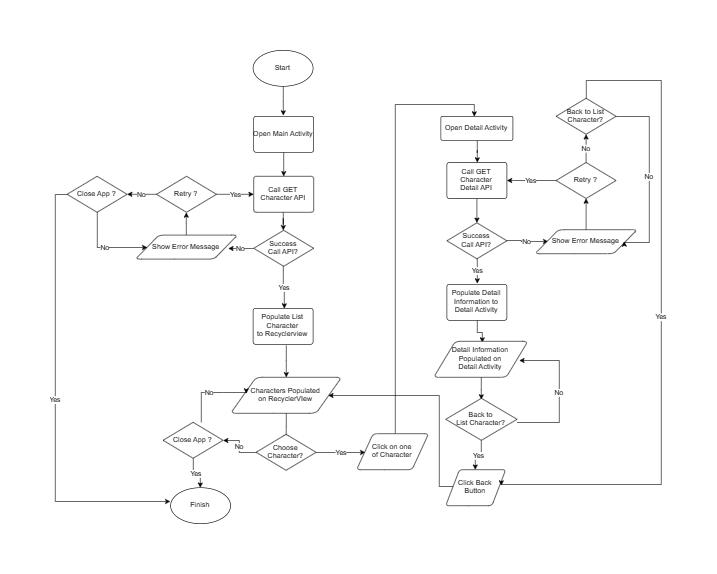 Start
Open Main Activity
Call GET
Character API
Close App ?
No
Retry ?
Yes
No
Show Error Message
No
Success
Call API?
Yes
Populate List
Character
to Recyclerview
Characters Populated
on RecyclerView
No
Close App ?
No
Choose
Character?
Yes
Click on one
of Character
Yes
Yes
Finish
Open Detail Activity
Call GET
Character
Detail API
Yes
Retry ?
No
Back to List
Character?
No
Success
Call API?
No
Show Error Message
Yes
Populate Detail
Information to
Detail Activity
Yes
Detail Information
Populated on
Detail Activity
No
Back to
List Character?
Yes
Click Back
Button